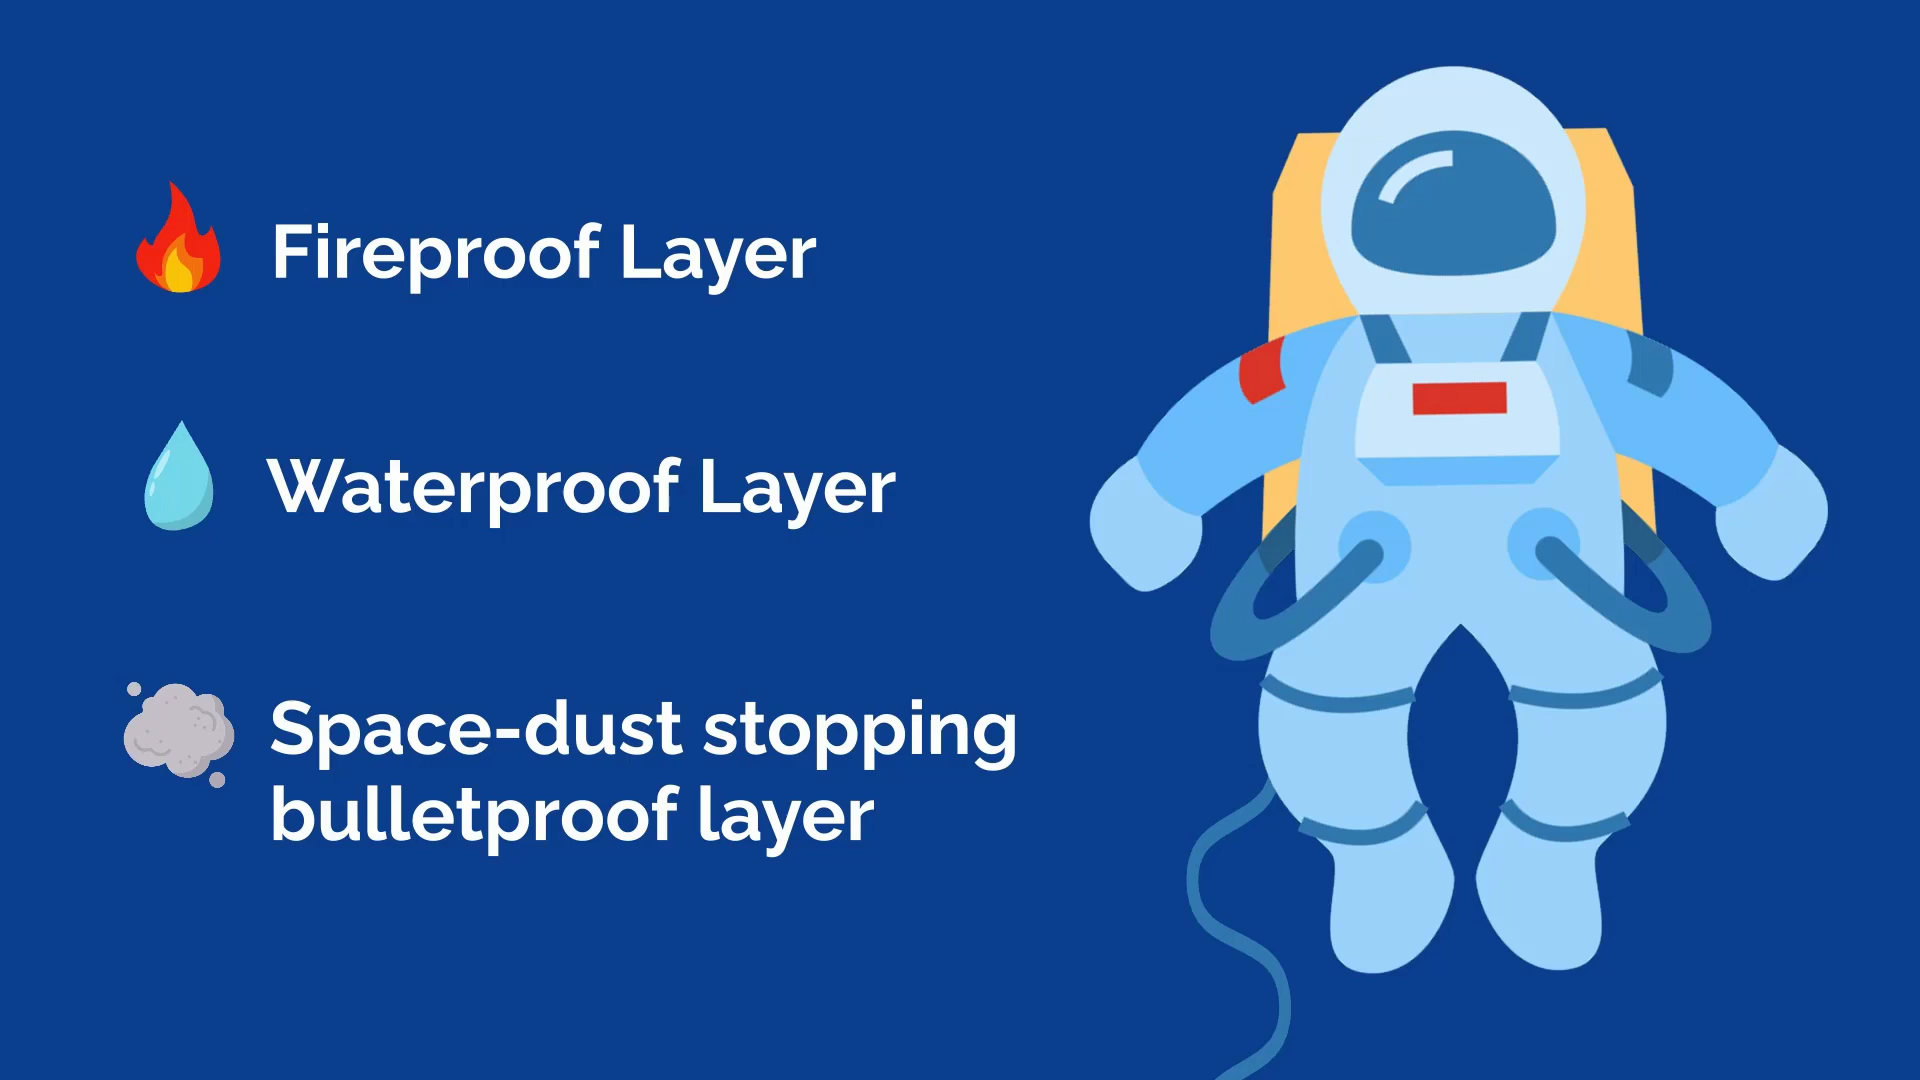 Fireproof Layer
Waterproof Layer
Space-dust stopping
bulletproof layer